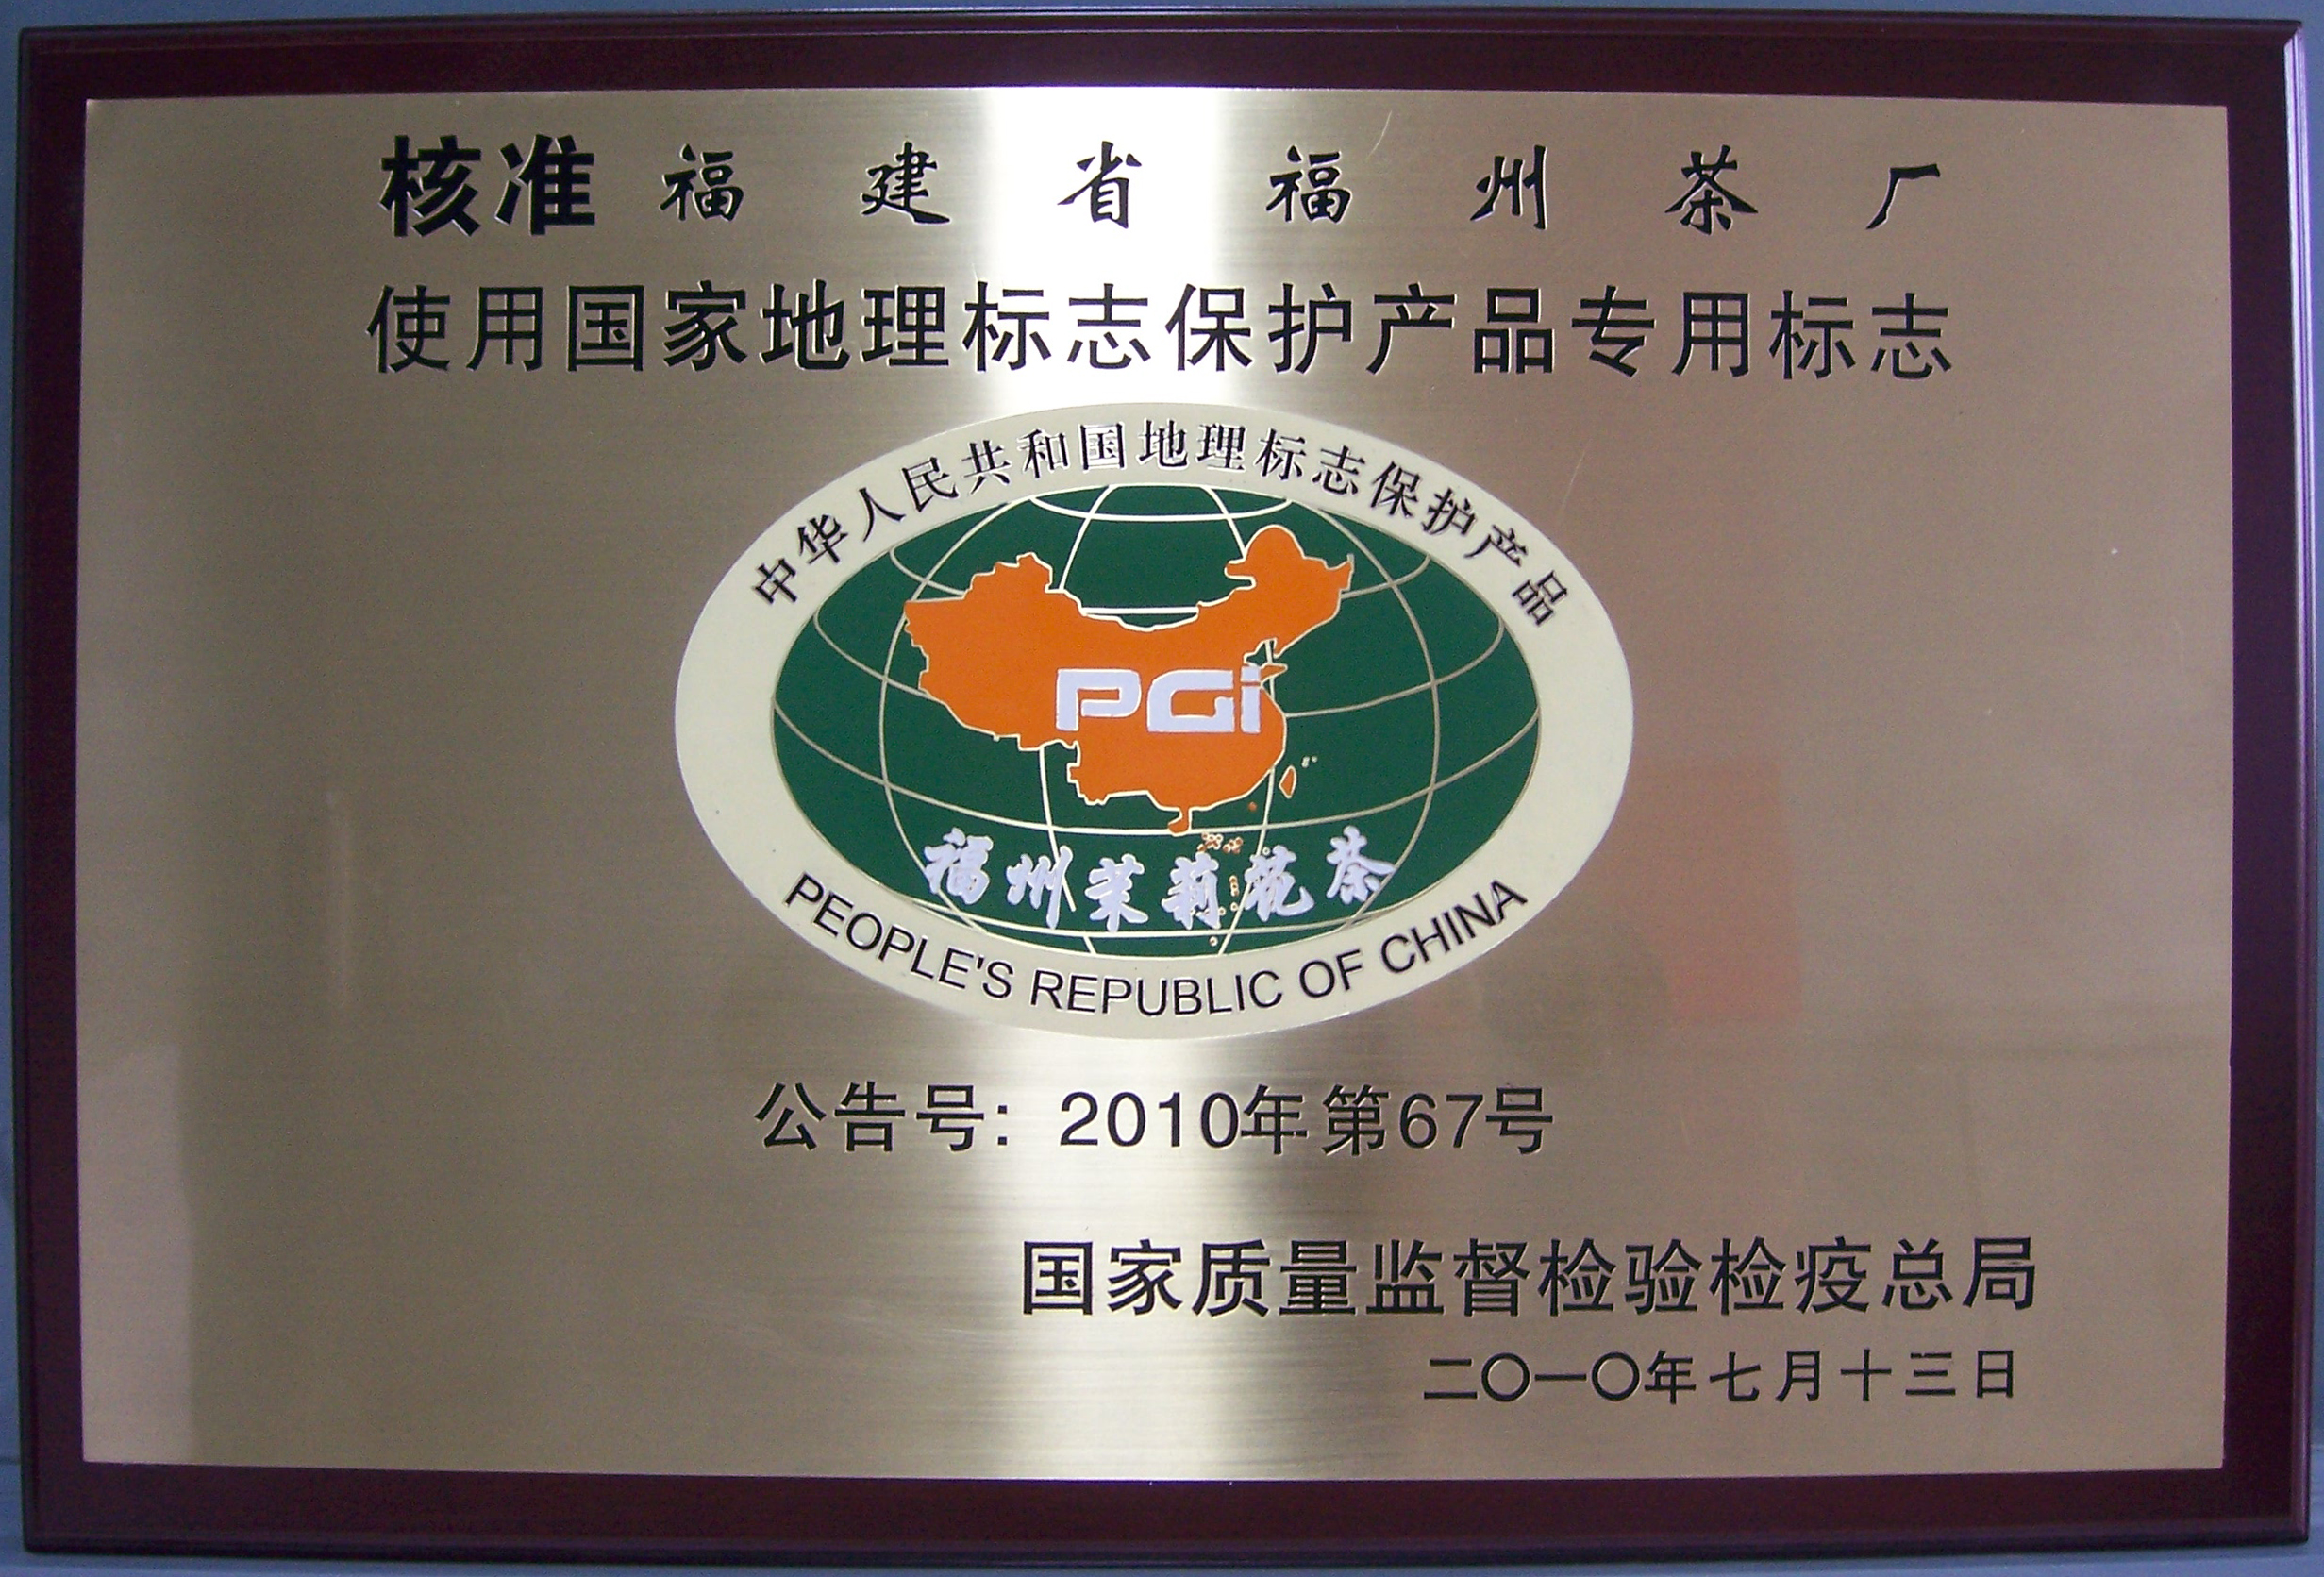 核准福建省福州茶厂
使用国家地理标志保护产品专用标志
中华人民共和国地理标志保护产品
PGi
福州茉莉花茶
PEOPLE'S REPUBLIC OF CHINA
公告号: 2010年第67号
国家质量监督检验检疫总局
二〇一〇年七月十三日